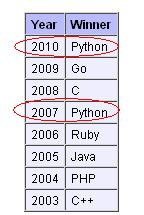 Year Winner
2010 Python
2009 Go
2008 C
2007 Python
2006 Ruby
2005 Java
2004 PHP
2003 C++